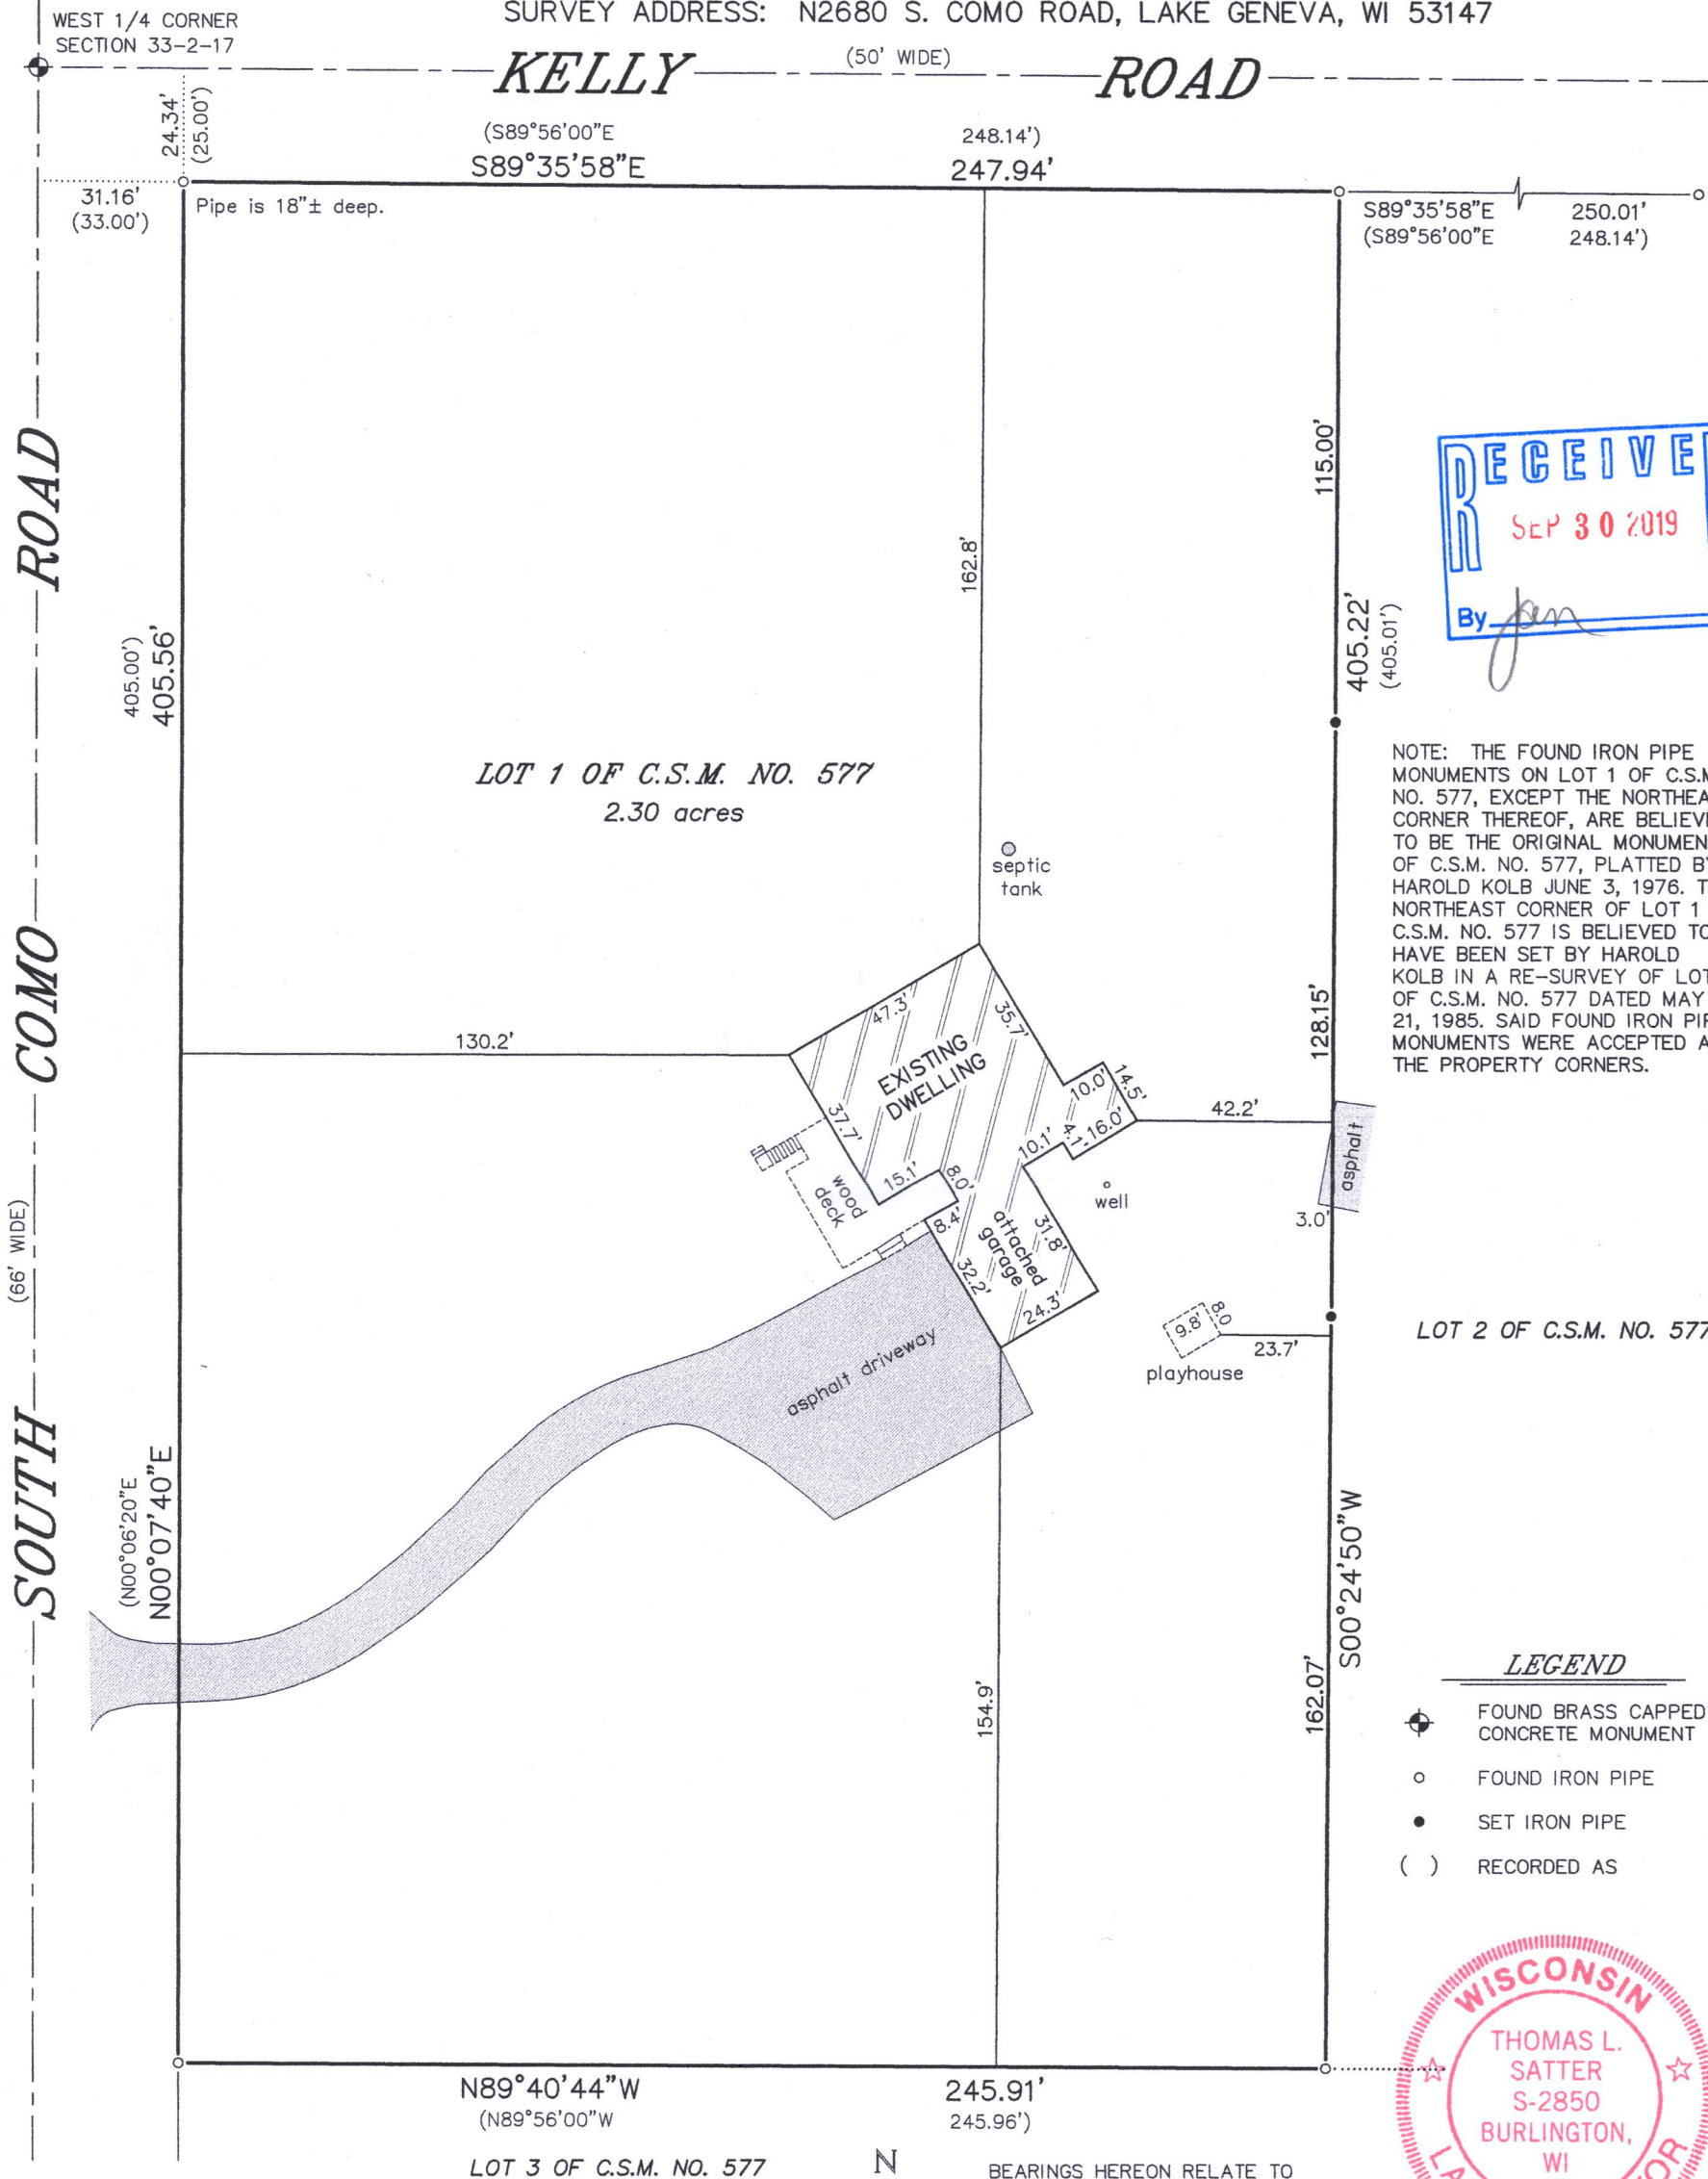 SURVEY ADDRESS: N2680 S. COMO ROAD, LAKE GENEVA, WI 53147
WEST 1/4 CORNER
SECTION 33-2-17
KELLY
(50' WIDE)
ROAD
24.34'
(25.00')
(S89°56'00"E
248.14')
S89°35'58"E
247.94'
31.16'
(33.00')
Pipe is 18"± deep.
S89°35'58"E
250.01'
(S89°56'00"E
248.14')
SOUTH
COMO
ROAD
(66' WIDE)
115.00'
RECEIVE
SEP 30 2019
By Jan
162.8'
405.22'
(405.01')
405.00')
405.56'
LOT 1 OF C.S.M. NO. 577
2.30 acres
NOTE: THE FOUND IRON PIPE
MONUMENTS ON LOT 1 OF C.S.M
NO. 577, EXCEPT THE NORTHEA
CORNER THEREOF, ARE BELIEV
TO BE THE ORIGINAL MONUMEN
OF C.S.M. NO. 577, PLATTED B
HAROLD KOLB JUNE 3, 1976. T
NORTHEAST CORNER OF LOT 1
C.S.M. NO. 577 IS BELIEVED TO
HAVE BEEN SET BY HAROLD
KOLB IN A RE-SURVEY OF LOT
OF C.S.M. NO. 577 DATED MAY
21, 1985. SAID FOUND IRON PIP
MONUMENTS WERE ACCEPTED A
THE PROPERTY CORNERS.
septic
tank
128.15'
130.2'
47.3'
35.7'
EXISTING
DWELLING
37.7'
10.0'
14.5'
42.2'
4.1'
16.0'
10.1'
15.1'
8.0'
wood
deck
well
asphalt
3.0'
8.4'
attached
garage
31.8'
32.2'
24.3'
9.8'
8.0
23.7'
playhouse
LOT 2 OF C.S.M. NO. 577
asphalt driveway
(N00°06'20"E
N00°07'40"E
S00°24'50"W
154.9'
162.07'
LEGEND
FOUND BRASS CAPPED
CONCRETE MONUMENT
FOUND IRON PIPE
SET IRON PIPE
( ) RECORDED AS
WISCONSIN
THOMAS L.
SATTER
S-2850
BURLINGTON,
WI
LA
OR
N89°40'44"W
245.91'
(N89°56'00"W
245.96')
LOT 3 OF C.S.M. NO. 577
N
BEARINGS HEREON RELATE TO